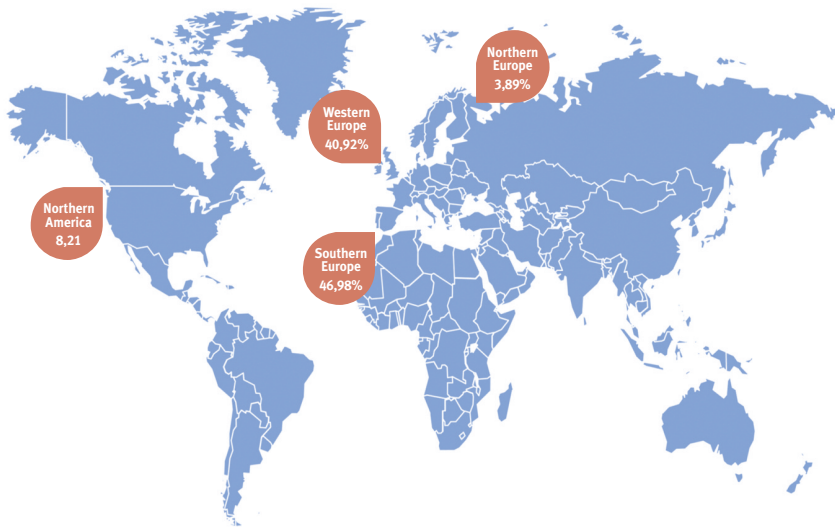 Northern
Europe
3,89%
Western
Europe
40,92%
Northern
America
8,21
Southern
Europe
46,98%